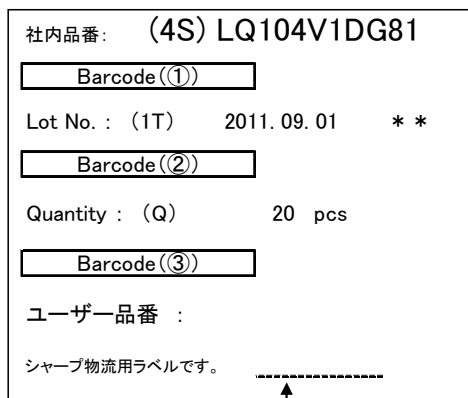 社内品番: (4S) LQ104V1DG81
Barcode(①)
Lot No. : (1T) 2011. 09. 01 * *
Barcode(②)
Quantity : (Q) 20 pcs
Barcode(③)
ユーザー品番 :
シャープ物流用ラベルです。